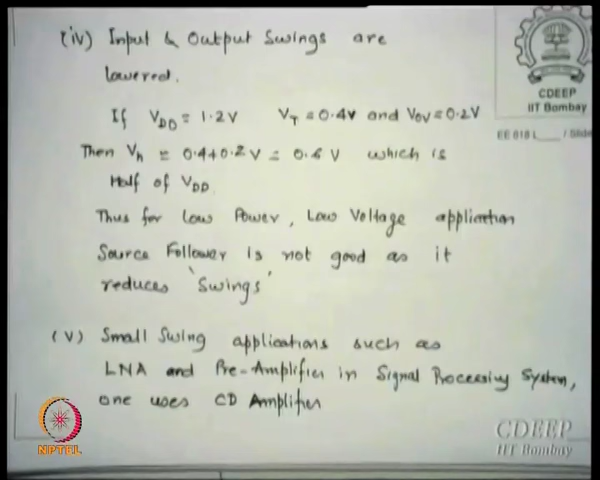 (iv) Input & Output Swings are
lowered.
If VDD = 1.2V VT = 0.4V and VOV = 0.2V
Then Vh = 0.4+0.2V = 0.6V which is
Half of VDD.
Thus for Low Power, Low Voltage application
Source Follower is not good as it
reduces 'Swings'
(v) Small Swing applications such as
LNA and Pre-Amplifier in Signal Processing System,
one uses CD Amplifier
CDEEP
IIT Bombay
EE 618 L____ / Slide
NPTEL
CDEEP
IIT Bombay